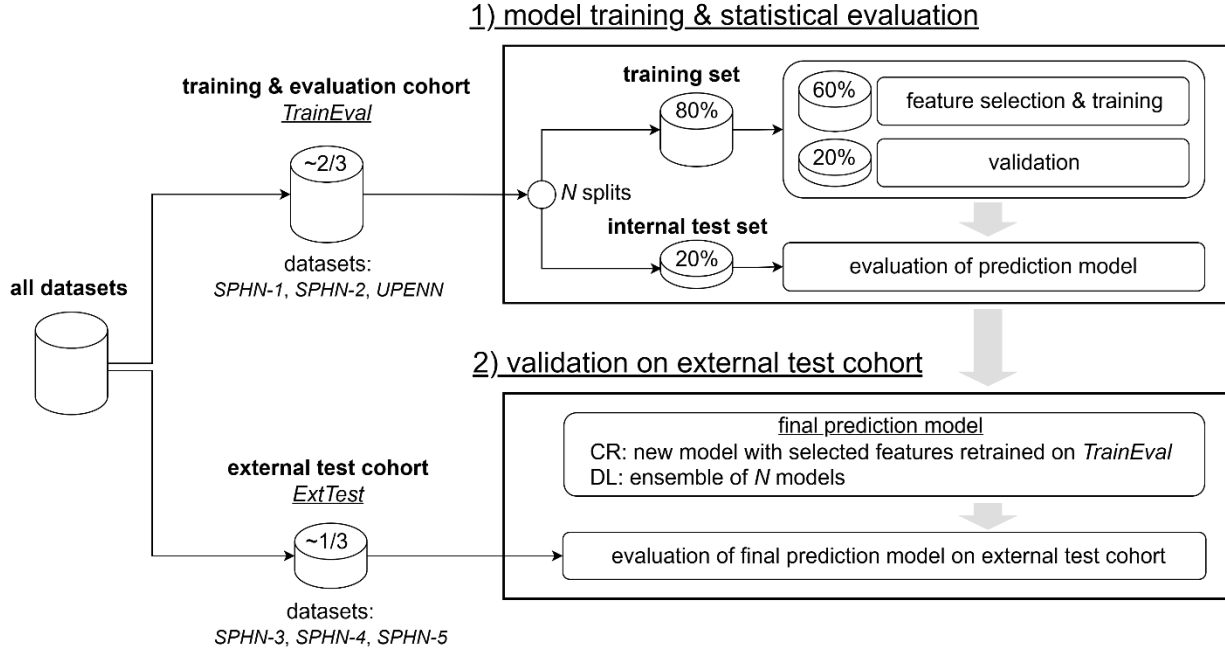 1) model training & statistical evaluation
training & evaluation cohort
TrainEval
~2/3
datasets:
SPHN-1, SPHN-2, UPENN
all datasets
N splits
training set
80%
60%
feature selection & training
20%
validation
internal test set
20%
evaluation of prediction model
2) validation on external test cohort
final prediction model
CR: new model with selected features retrained on TrainEval
DL: ensemble of N models
external test cohort
ExtTest
~1/3
datasets:
SPHN-3, SPHN-4, SPHN-5
evaluation of final prediction model on external test cohort